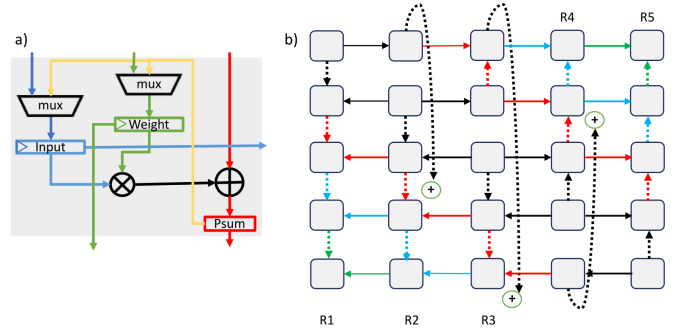 a)
mux
mux
Weight
Input
Psum
b)
R4 R5
+
+
+
R1 R2 R3